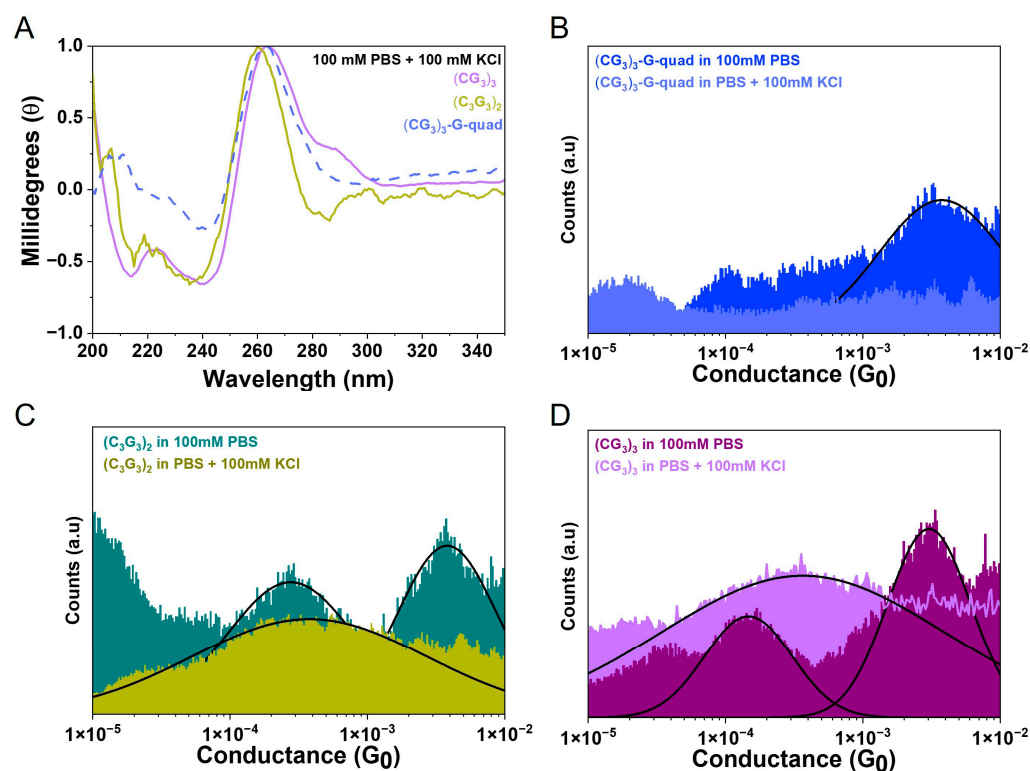 A
100 mM PBS + 100 mM KCl
(CG₃)₃
(C₃G₃)₂
(CG₃)₃-G-quad
Millidegrees (θ)
1.0
0.5
0.0
−0.5
−1.0
200 220 240 260 280 300 320 340
Wavelength (nm)
B
(CG₃)₃-G-quad in 100mM PBS
(CG₃)₃-G-quad in PBS + 100mM KCl
Counts (a.u)
1×10⁻⁵ 1×10⁻⁴ 1×10⁻³ 1×10⁻²
Conductance (G₀)
C
(C₃G₃)₂ in 100mM PBS
(C₃G₃)₂ in PBS + 100mM KCl
Counts (a.u)
1×10⁻⁵ 1×10⁻⁴ 1×10⁻³ 1×10⁻²
Conductance (G₀)
D
(CG₃)₃ in 100mM PBS
(CG₃)₃ in PBS + 100mM KCl
Counts (a.u)
1×10⁻⁵ 1×10⁻⁴ 1×10⁻³ 1×10⁻²
Conductance (G₀)